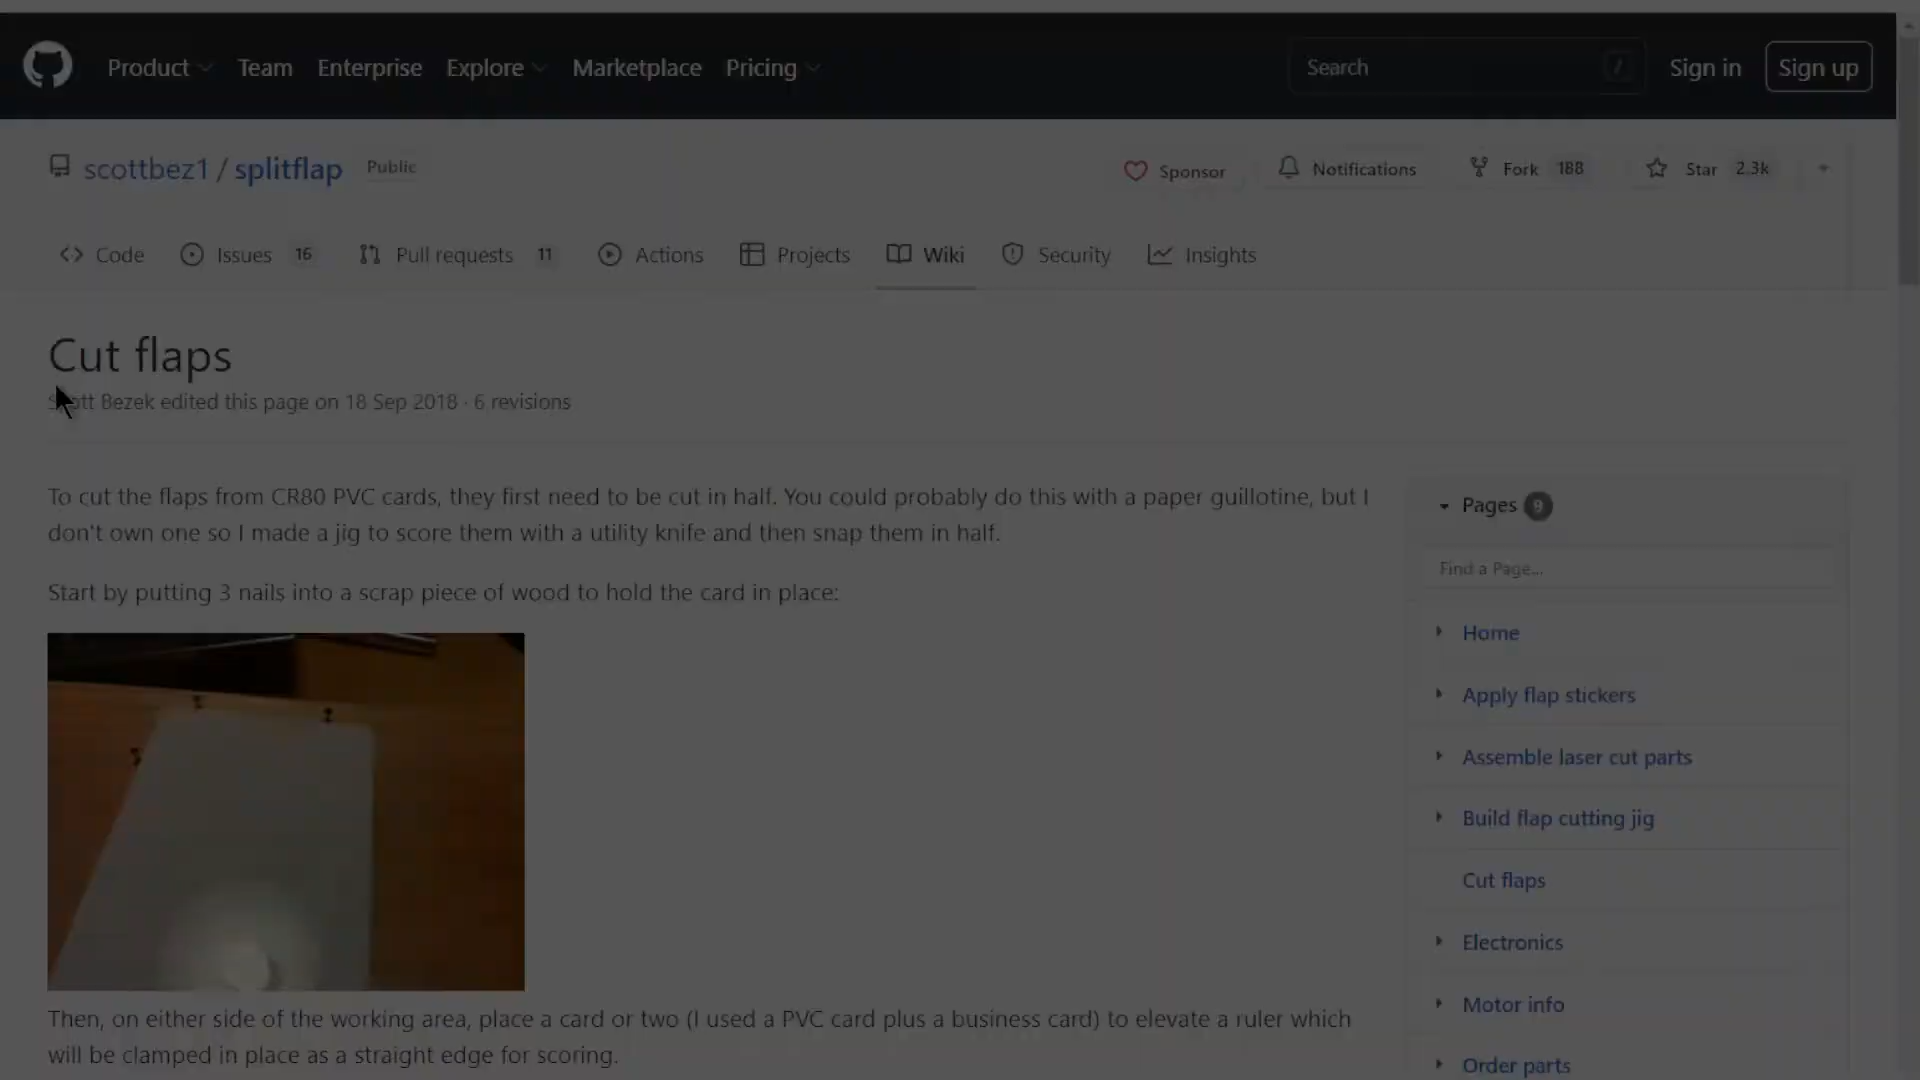 Product Team Enterprise Explore Marketplace Pricing Search / Sign in Sign up
scottbez1 / splitflap Public Sponsor Notifications Fork 188 Star 2.3k
Code Issues 16 Pull requests 11 Actions Projects Wiki Security Insights
Cut flaps
Scott Bezek edited this page on 18 Sep 2018 · 6 revisions
To cut the flaps from CR80 PVC cards, they first need to be cut in half. You could probably do this with a paper guillotine, but I
don't own one so I made a jig to score them with a utility knife and then snap them in half.
Start by putting 3 nails into a scrap piece of wood to hold the card in place:
Then, on either side of the working area, place a card or two (I used a PVC card plus a business card) to elevate a ruler which
will be clamped in place as a straight edge for scoring.
Pages 9
Find a Page...
Home
Apply flap stickers
Assemble laser cut parts
Build flap cutting jig
Cut flaps
Electronics
Motor info
Order parts